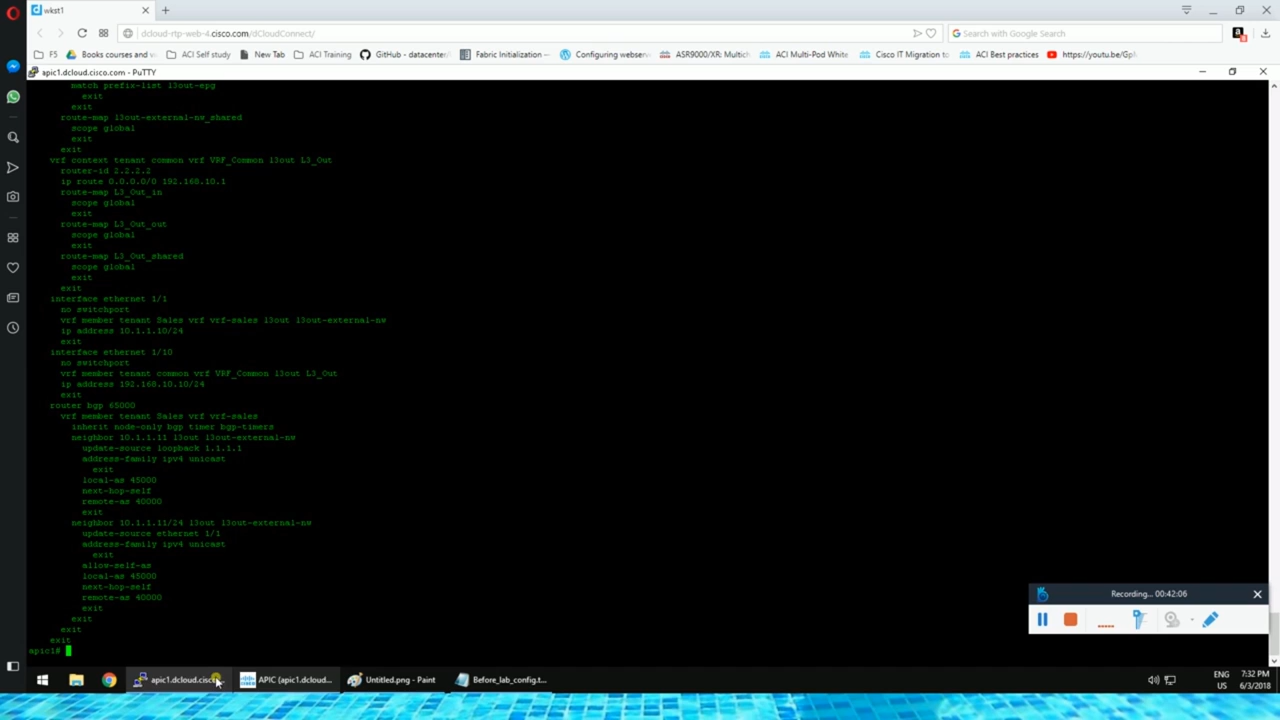 wkst1
dcloud-rtp-web-4.cisco.com/dCloudConnect/
Search with Google Search
F5
Books courses and v
ACI Self study
New Tab
ACI Training
GitHub - datacenter/
Fabric Initialization –
Configuring webserv
ASR9000/XR: Multich
ACI Multi-Pod White
Cisco IT Migration to
ACI Best practices
https://youtu.be/Gpl
apic1.dcloud.cisco.com - PuTTY
match prefix-list l3out-epg
exit
exit
route-map l3out-external-nw_shared
scope global
exit
exit
vrf context tenant common vrf VRF_Common l3out L3_Out
router-id 2.2.2.2
ip route 0.0.0.0/0 192.168.10.1
route-map L3_Out_in
scope global
exit
route-map L3_Out_out
scope global
exit
route-map L3_Out_shared
scope global
exit
exit
interface ethernet 1/1
no switchport
vrf member tenant Sales vrf vrf-sales l3out l3out-external-nw
ip address 10.1.1.10/24
exit
interface ethernet 1/10
no switchport
vrf member tenant common vrf VRF_Common l3out L3_Out
ip address 192.168.10.10/24
exit
router bgp 65000
vrf member tenant Sales vrf vrf-sales
inherit node-only bgp timer bgp-timers
neighbor 10.1.1.11 l3out l3out-external-nw
update-source loopback 1.1.1.1
address-family ipv4 unicast
exit
local-as 45000
next-hop-self
remote-as 40000
exit
neighbor 10.1.1.11/24 l3out l3out-external-nw
update-source ethernet 1/1
address-family ipv4 unicast
exit
allow-self-as
local-as 45000
next-hop-self
remote-as 40000
exit
exit
exit
exit
apic1#
Recording... 00:42:06
apic1.dcloud.cisc
APIC (apic1.dcloud...
Untitled.png - Paint
Before_lab_config.t...
ENG
US
7:32 PM
6/3/2018